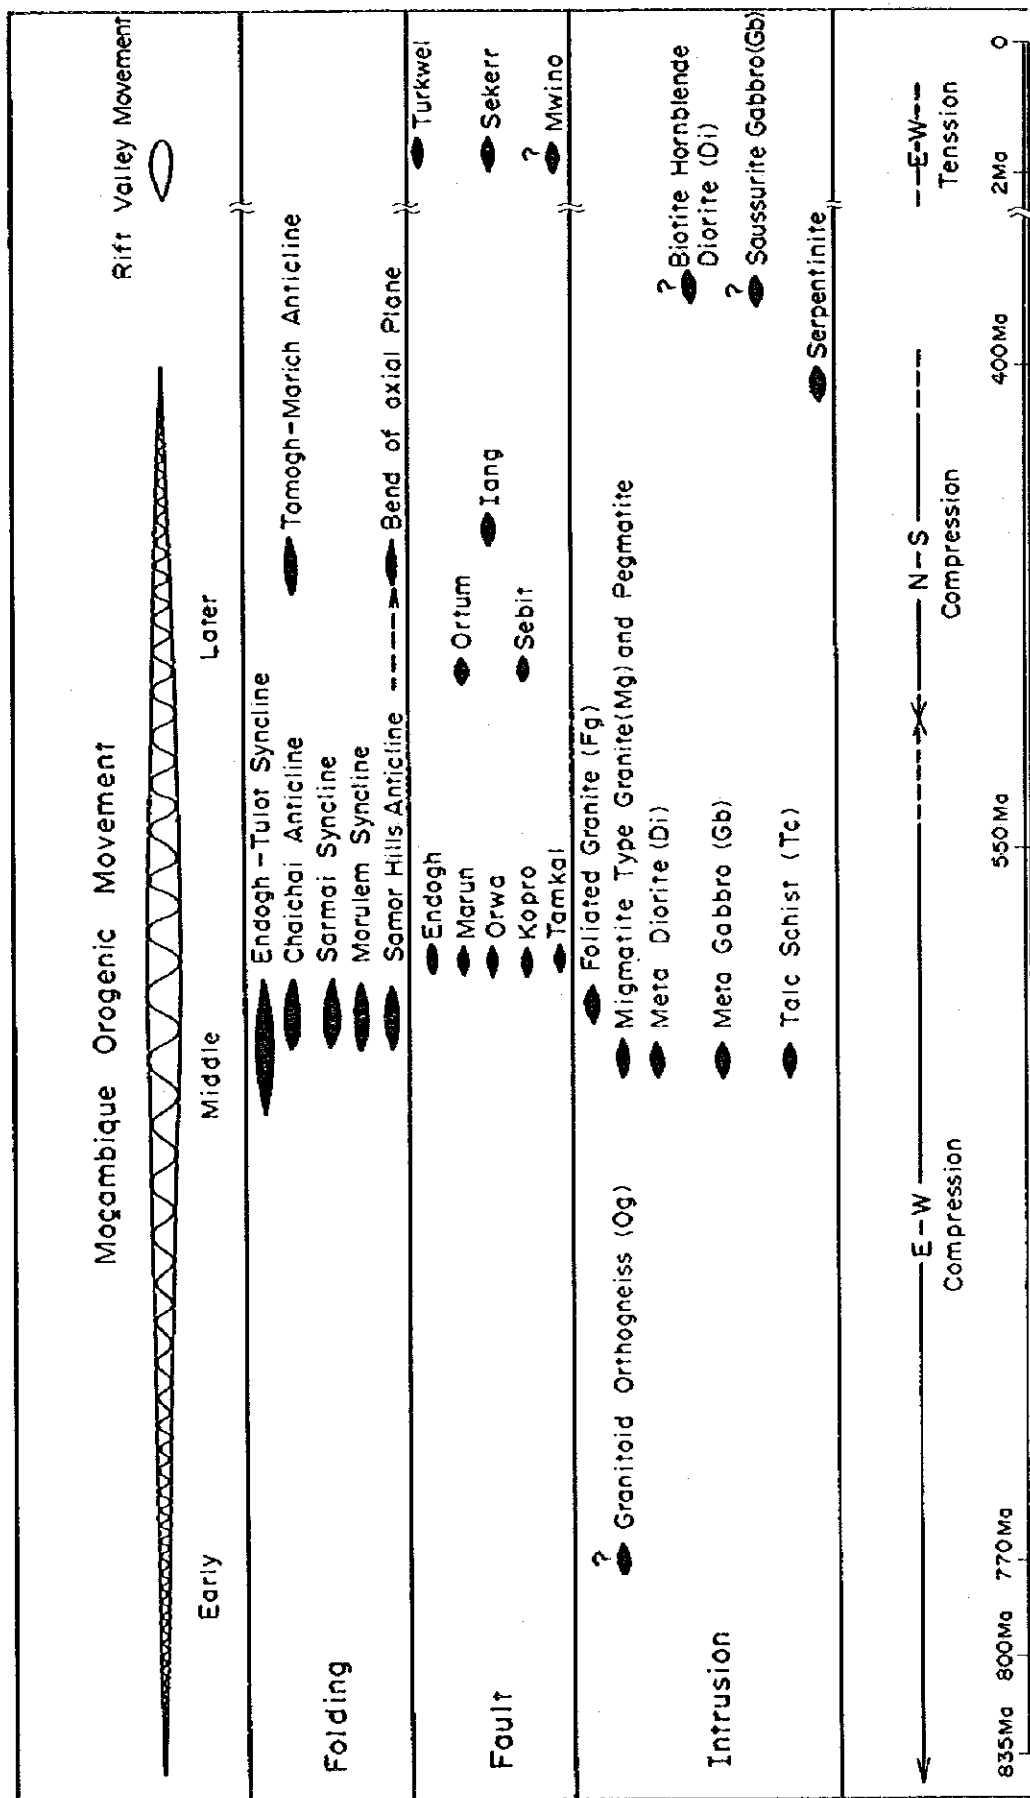 Moçambique Orogenic Movement
Rift Valley Movement
Early
Middle
Later
Folding
Endogh-Tulot Syncline
Chaichai Anticline
Sarmai Syncline
Marulem Syncline
Samor Hills Anticline
Tamogh-Marich Anticline
Bend of axial Plane
Fault
Endogh
Marun
Orwa
Kopro
Tamkal
Ortum
Sebit
Iang
Turkwel
Sekerr
?
Mwino
Intrusion
?
Granitoid Orthogneiss (Og)
Foliated Granite (Fg)
Migmatite Type Granite(Mg) and Pegmatite
Meta Diorite (Di)
Meta Gabbro (Gb)
Talc Schist (Tc)
?
Biotite Hornblende
Diorite (Di)
?
Saussurite Gabbro(Gb)
Serpentinite
E-W
Compression
N-S
Compression
E-W
Tenssion
835Ma
800Ma
770Ma
550Ma
400Ma
2Ma
0